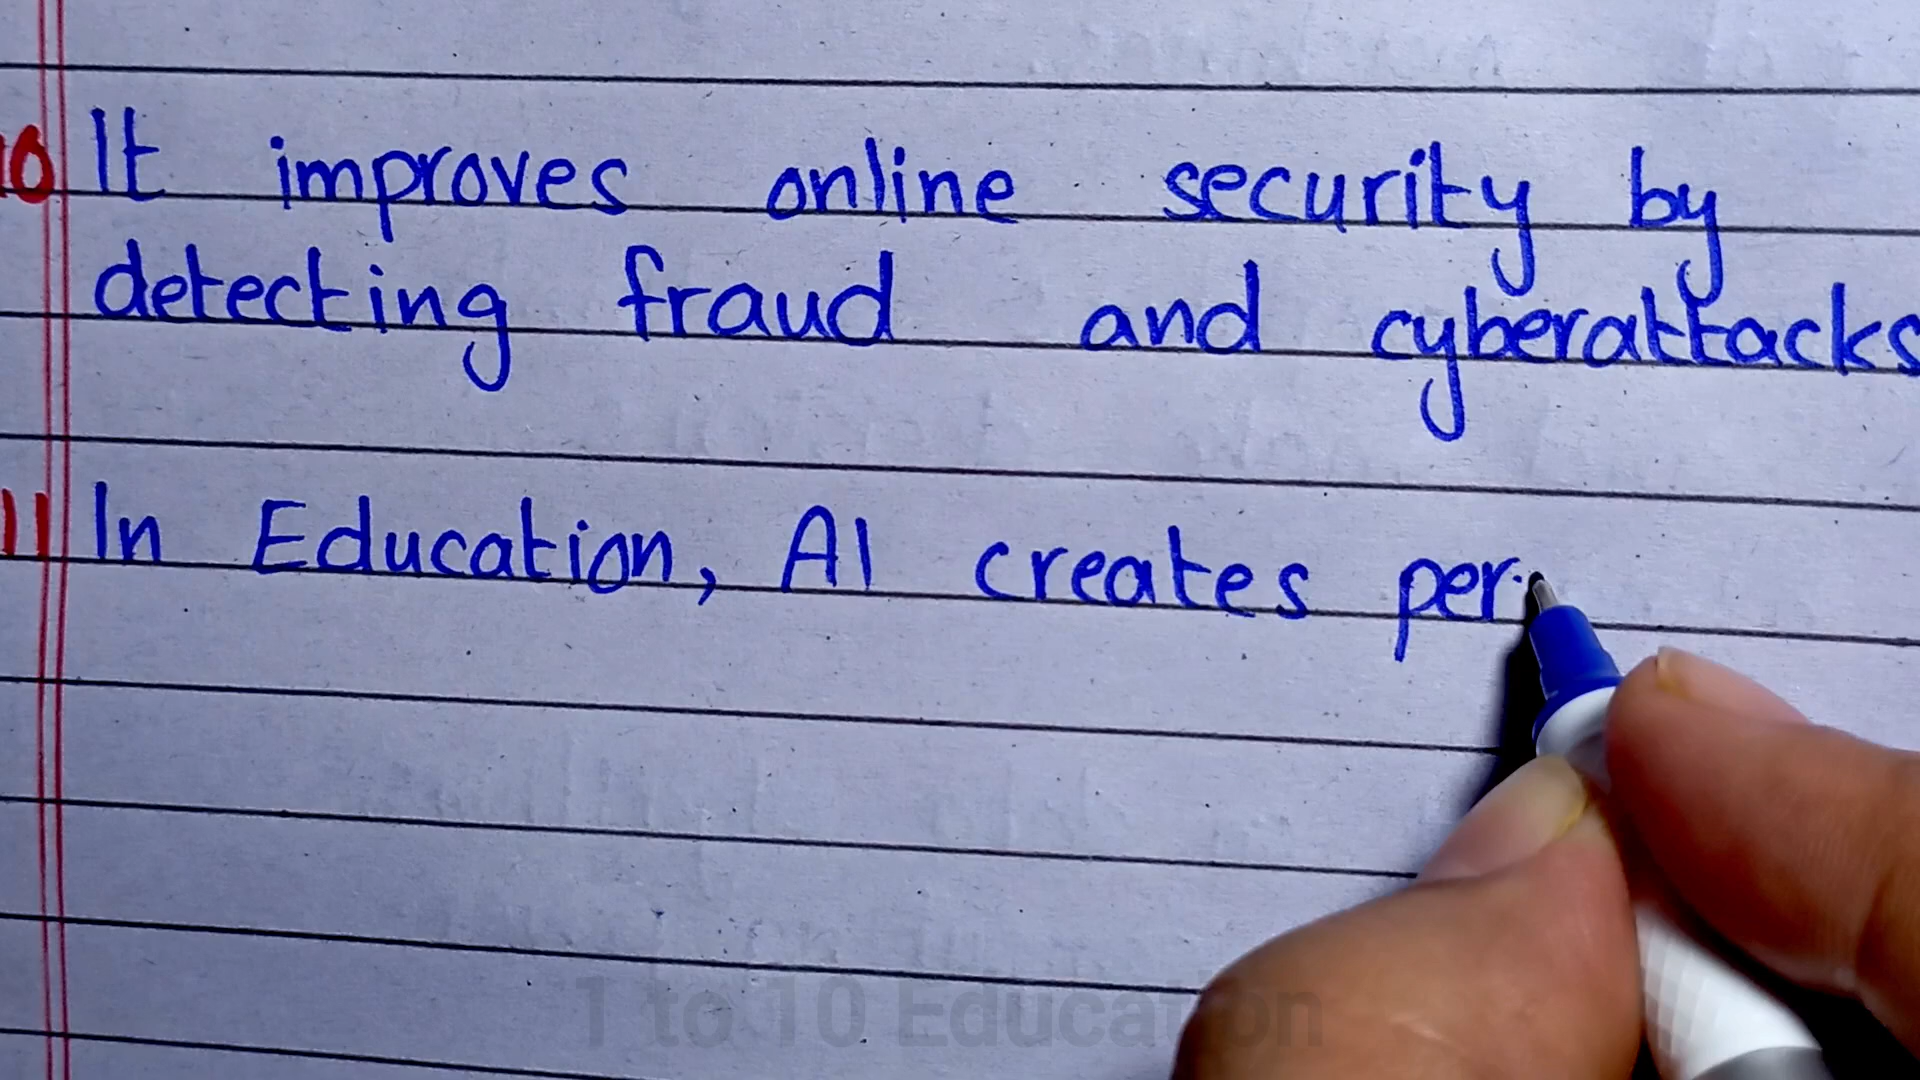 10 It improves online security by
detecting fraud and cyberattacks
11 In Education, AI creates per
1 to 10 Education